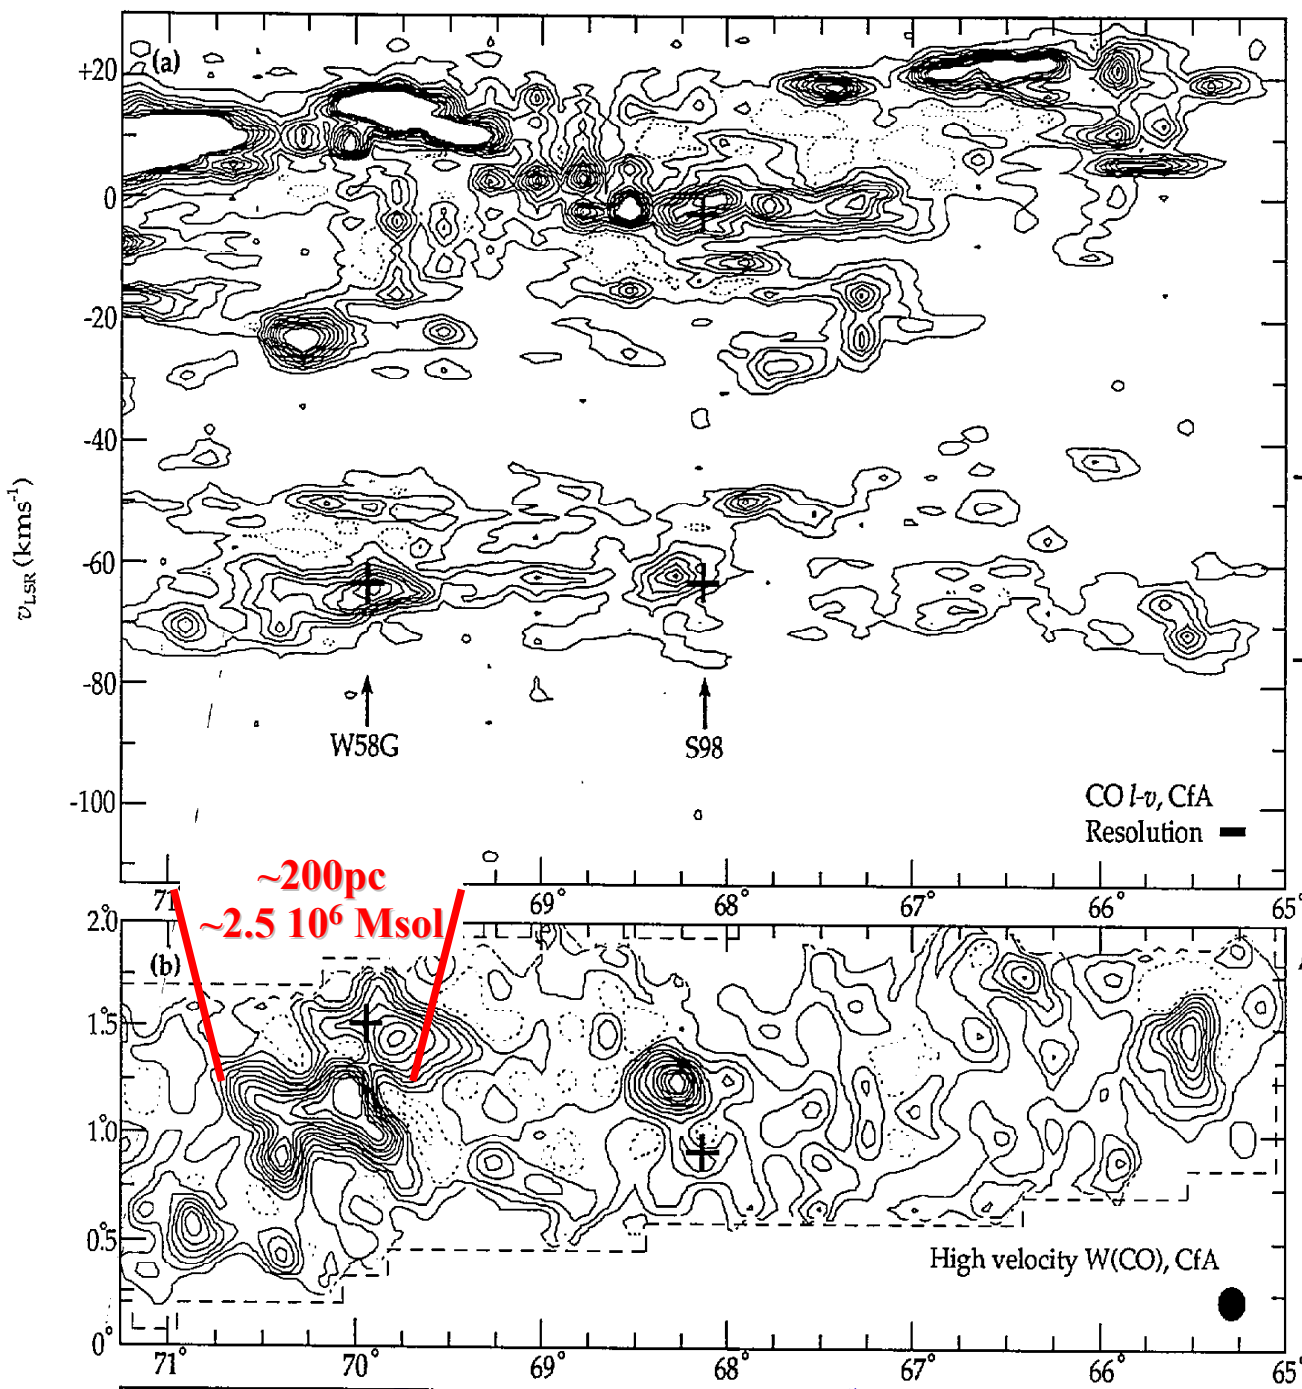 (a)
+20
0
-20
-40
-60
-80
-100
v_LSR (kms⁻¹)
W58G
S98
CO l-v, CfA
Resolution
71
69°
68°
67°
66°
65°
~200pc
~2.5 10⁶ Msol
(b)
2.0°
1.5°
1.0°
0.5°
0°
High velocity W(CO), CfA
71°
70°
69°
68°
67°
66°
65°